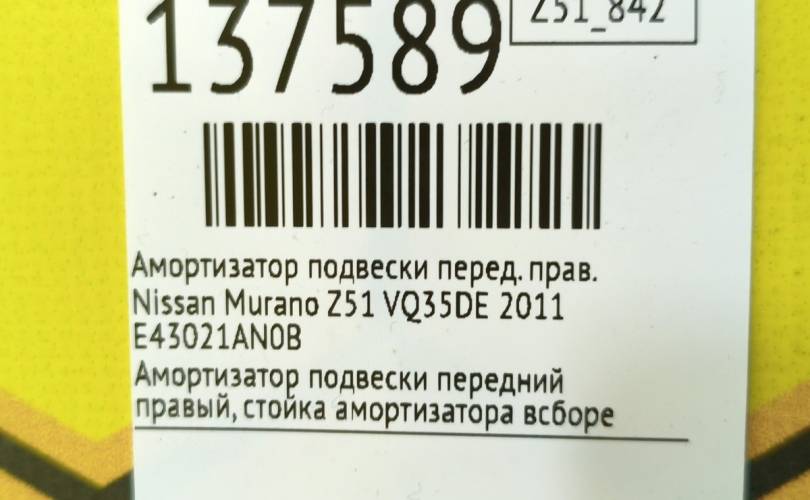 137589
Z51_842
Амортизатор подвески перед. прав.
Nissan Murano Z51 VQ35DE 2011
E43021AN0B
Амортизатор подвески передний
правый, стойка амортизатора всборе